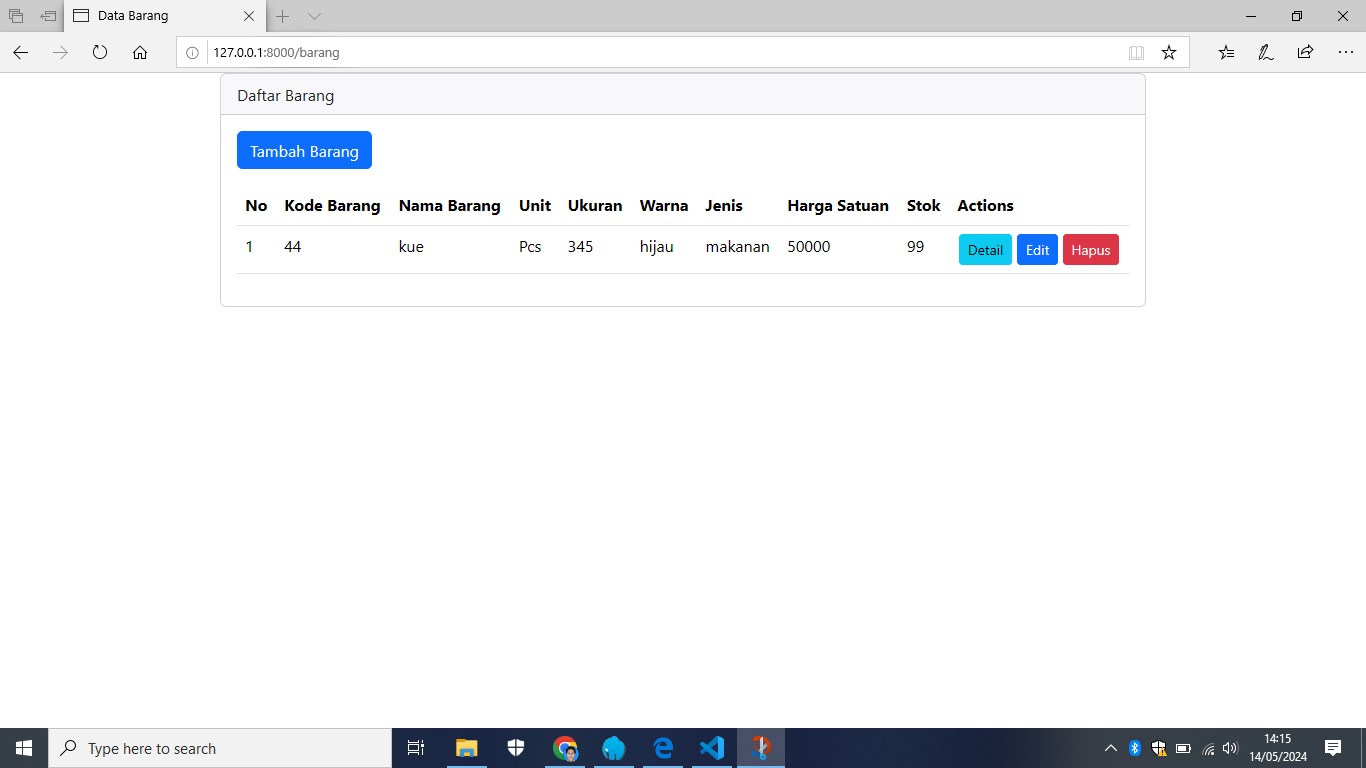 Data Barang
127.0.0.1:8000/barang
Daftar Barang
Tambah Barang
No Kode Barang Nama Barang Unit Ukuran Warna Jenis Harga Satuan Stok Actions
1 44 kue Pcs 345 hijau makanan 50000 99 Detail Edit Hapus
Type here to search
14:15
14/05/2024